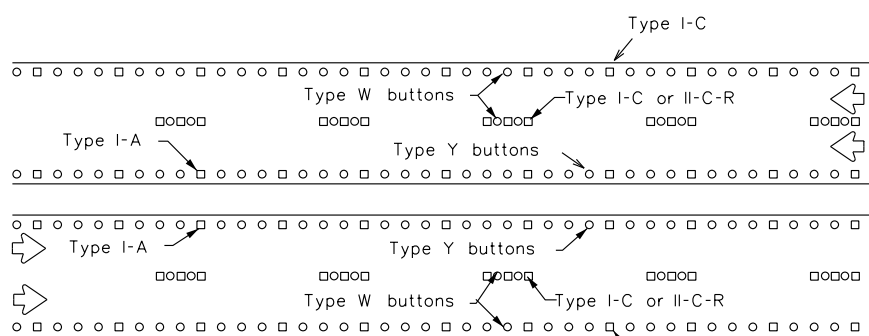 Type I-C
Type W buttons
Type I-C or II-C-R
Type I-A
Type Y buttons
Type I-A
Type Y buttons
Type W buttons
Type I-C or II-C-R